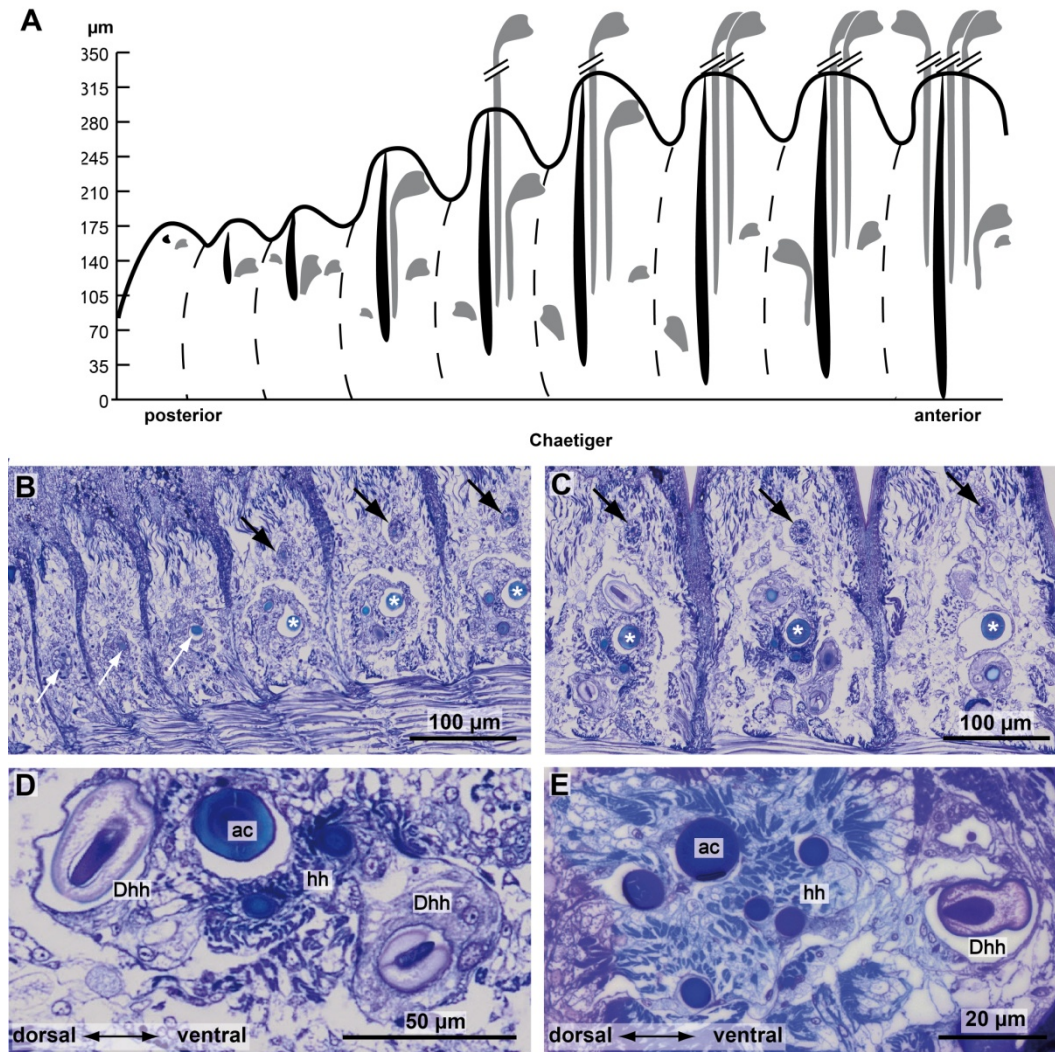 A
µm
350
315
280
245
210
175
140
105
70
35
0
posterior
anterior
Chaetiger
B
*
*
*
100 µm
C
*
*
*
100 µm
D
ac
hh
Dhh
Dhh
dorsal ventral
50 µm
E
ac
hh
Dhh
dorsal ventral
20 µm